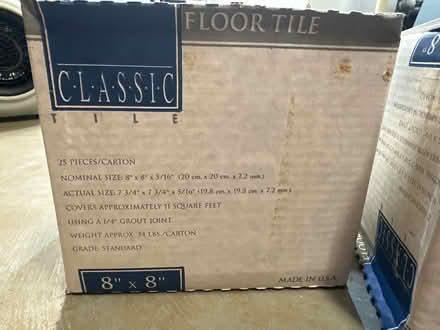 FLOOR TILE
C·L·A·S·S·I·C
TILE
25 PIECES/CARTON
NOMINAL SIZE: 8" x 8" x 5/16" (20 cm. x 20 cm. x 7.2 mm.)
ACTUAL SIZE: 7 3/4" x 7 3/4" x 5/16" (19.8 cm. x 19.8 cm. x 7.2 mm.)
COVERS APPROXIMATELY 11 SQUARE FEET
USING A 1/4" GROUT JOINT
WEIGHT APPROX. 34 LBS./CARTON
GRADE: STANDARD
8" x 8"
MADE IN U.S.A.